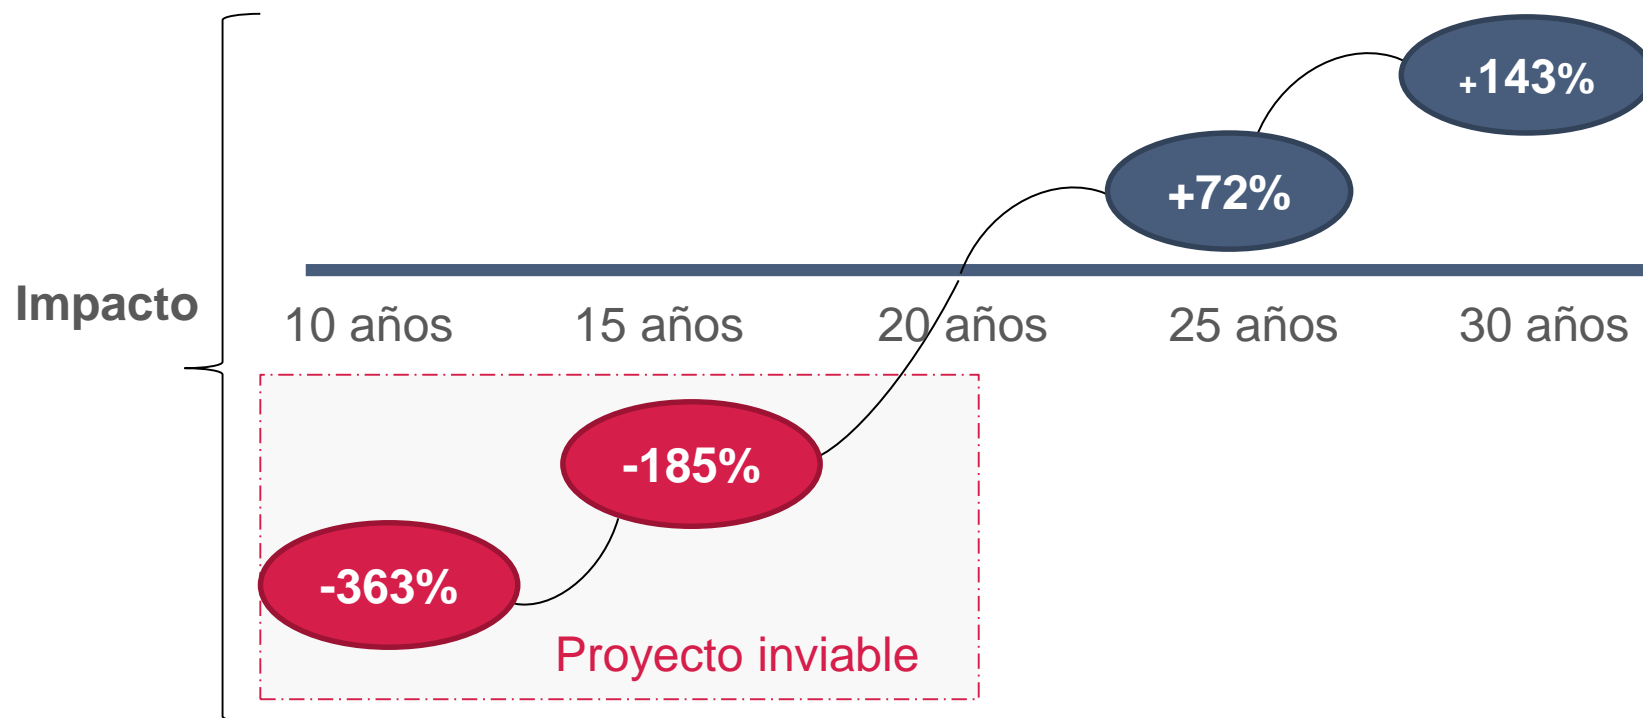 +143%
+72%
Impacto
10 años
15 años
20 años
25 años
30 años
-185%
-363%
Proyecto inviable